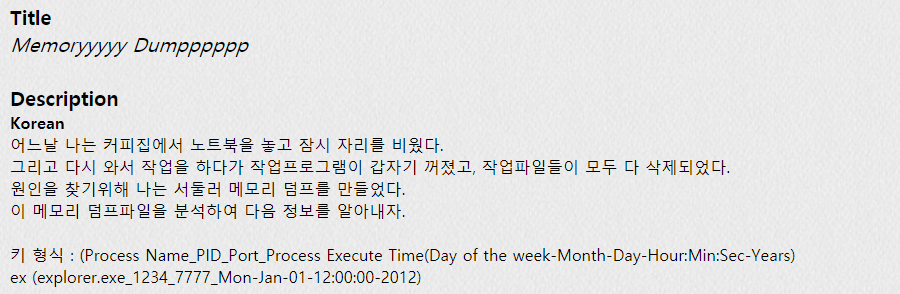 Title
Memoryyyyy Dumpppppp
Description
Korean
어느날 나는 커피집에서 노트북을 놓고 잠시 자리를 비웠다.
그리고 다시 와서 작업을 하다가 작업프로그램이 갑자기 꺼졌고, 작업파일들이 모두 다 삭제되었다.
원인을 찾기위해 나는 서둘러 메모리 덤프를 만들었다.
이 메모리 덤프파일을 분석하여 다음 정보를 알아내자.
키 형식 : (Process Name_PID_Port_Process Execute Time(Day of the week-Month-Day-Hour:Min:Sec-Years)
ex (explorer.exe_1234_7777_Mon-Jan-01-12:00:00-2012)